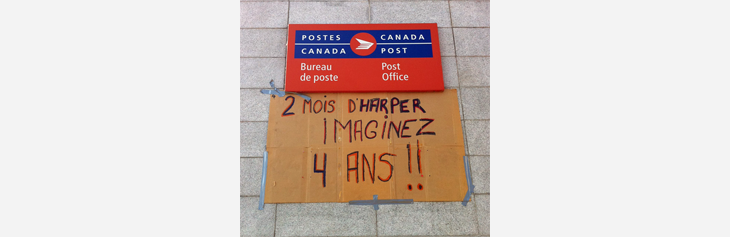 POSTES CANADA
CANADA POST
Bureau Post
de poste Office
2 MOIS D'HARPER
IMAGINEZ
4 ANS !!